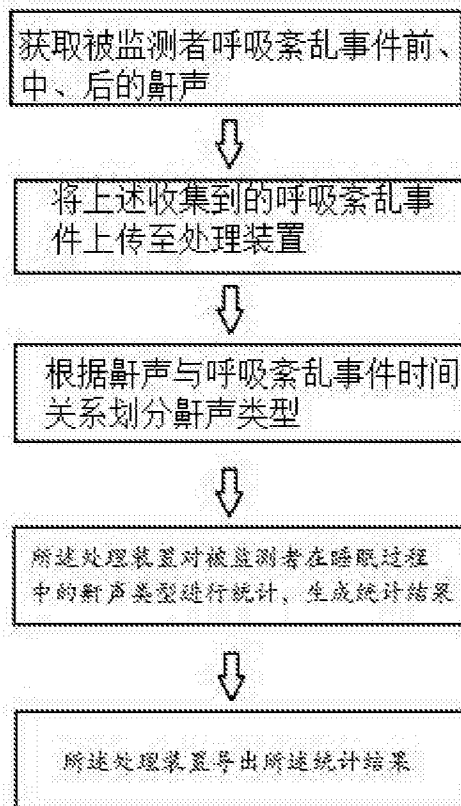 获取被监测者呼吸紊乱事件前、
中、后的鼾声
将上述收集到的呼吸紊乱事
件上传至处理装置
根据鼾声与呼吸紊乱事件时间
关系划分鼾声类型
所述处理装置对被监测者在睡眠过程
中的鼾声类型进行统计，生成统计结果
所述处理装置导出所述统计结果